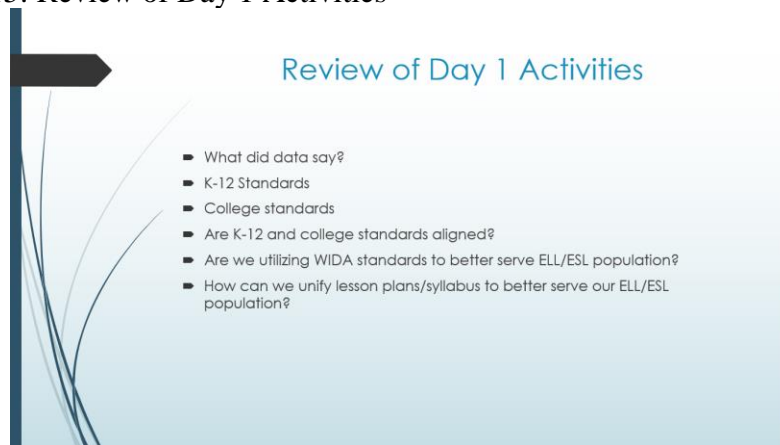 Review of Day 1 Activities
Review of Day 1 Activities
What did data say?
K-12 Standards
College standards
Are K-12 and college standards aligned?
Are we utilizing WIDA standards to better serve ELL/ESL population?
How can we unify lesson plans/syllabus to better serve our ELL/ESL
population?